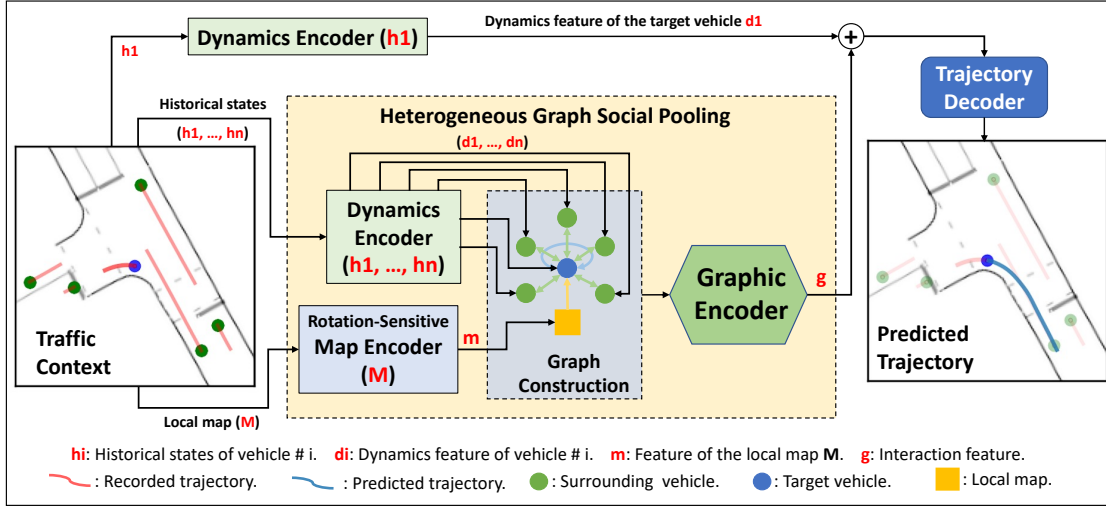 Dynamics feature of the target vehicle d1
Dynamics Encoder (h1)
h1
+
Trajectory
Decoder
Historical states
(h1, …, hn)
Heterogeneous Graph Social Pooling
(d1, …, dn)
Dynamics
Encoder
(h1, …, hn)
Graphic
Encoder
g
Rotation-Sensitive
Map Encoder
(M)
m
Graph
Construction
Traffic
Context
Predicted
Trajectory
Local map (M)
hi: Historical states of vehicle # i. di: Dynamics feature of vehicle # i. m: Feature of the local map M. g: Interaction feature.
: Recorded trajectory. : Predicted trajectory. : Surrounding vehicle. : Target vehicle. : Local map.